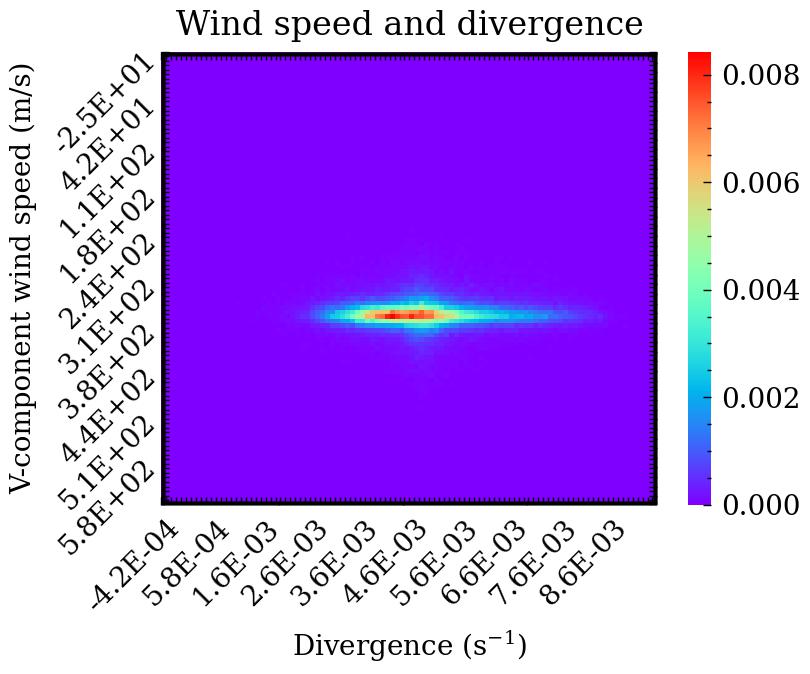 Wind speed and divergence
V-component wind speed (m/s)
-2.5E+01
4.2E+01
1.1E+02
1.8E+02
2.4E+02
3.1E+02
3.8E+02
4.4E+02
5.1E+02
5.8E+02
-4.2E-04
5.8E-04
1.6E-03
2.6E-03
3.6E-03
4.6E-03
5.6E-03
6.6E-03
7.6E-03
8.6E-03
Divergence (s⁻¹)
0.008
0.006
0.004
0.002
0.000